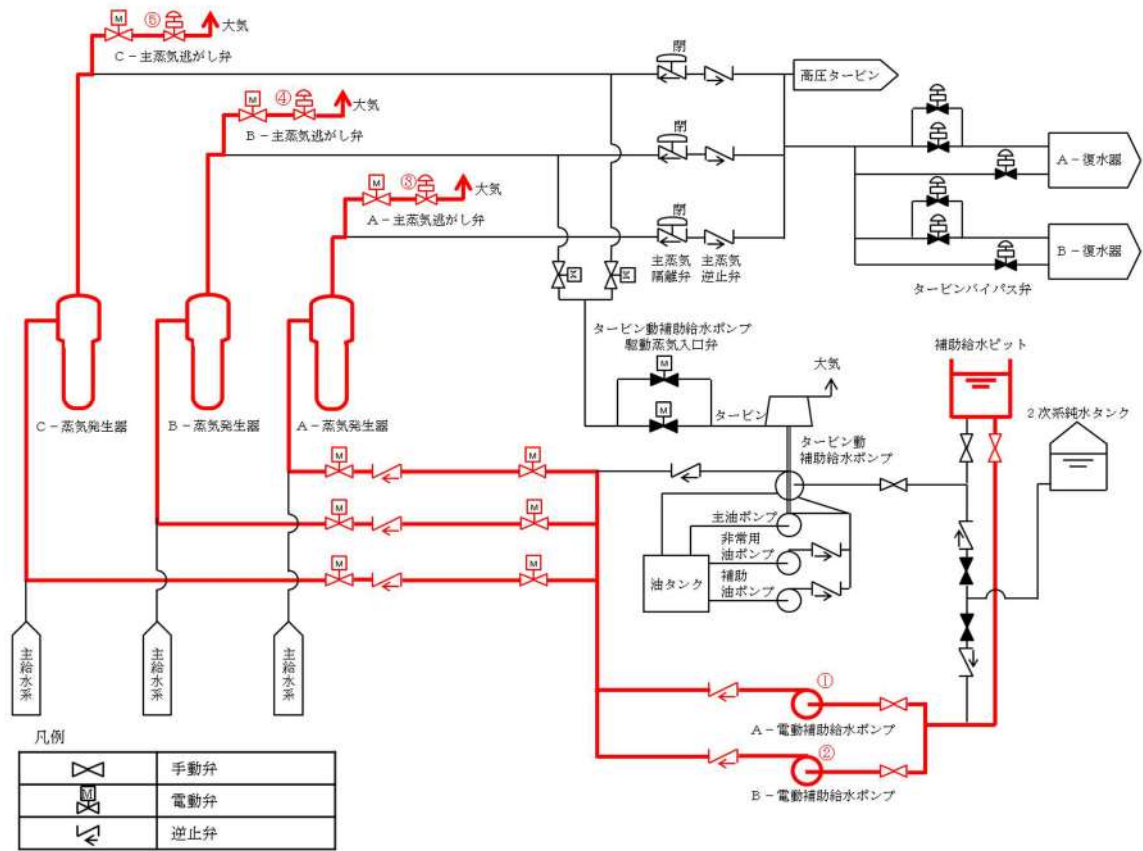 M
⑤
大気
C－主蒸気逃がし弁
M
④
大気
B－主蒸気逃がし弁
M
③
大気
A－主蒸気逃がし弁
閉
高圧タービン
閉
閉
主蒸気
隔離弁
主蒸気
逆止弁
A－復水器
B－復水器
タービンバイパス弁
M
M
タービン動補助給水ポンプ
駆動蒸気入口弁
M
M
タービン
大気
補助給水ピット
2次系純水タンク
C－蒸気発生器
B－蒸気発生器
A－蒸気発生器
タービン動
補助給水ポンプ
M
M
M
M
M
M
主油ポンプ
非常用
油ポンプ
補助
油ポンプ
油タンク
主給水系
主給水系
主給水系
①
A－電動補助給水ポンプ
②
B－電動補助給水ポンプ
凡例
手動弁
M
電動弁
逆止弁